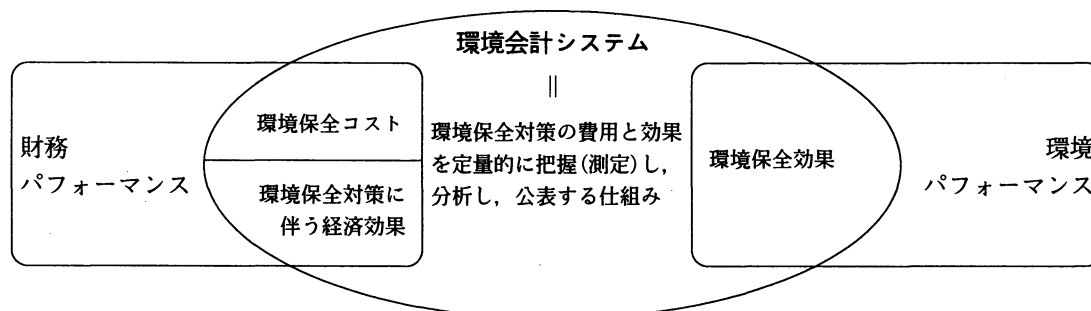 環境会計システム
||
財務
パフォーマンス
環境保全コスト
環境保全対策に
伴う経済効果
環境保全対策の費用と効果
を定量的に把握(測定)し,
分析し,公表する仕組み
環境保全効果
環境
パフォーマンス